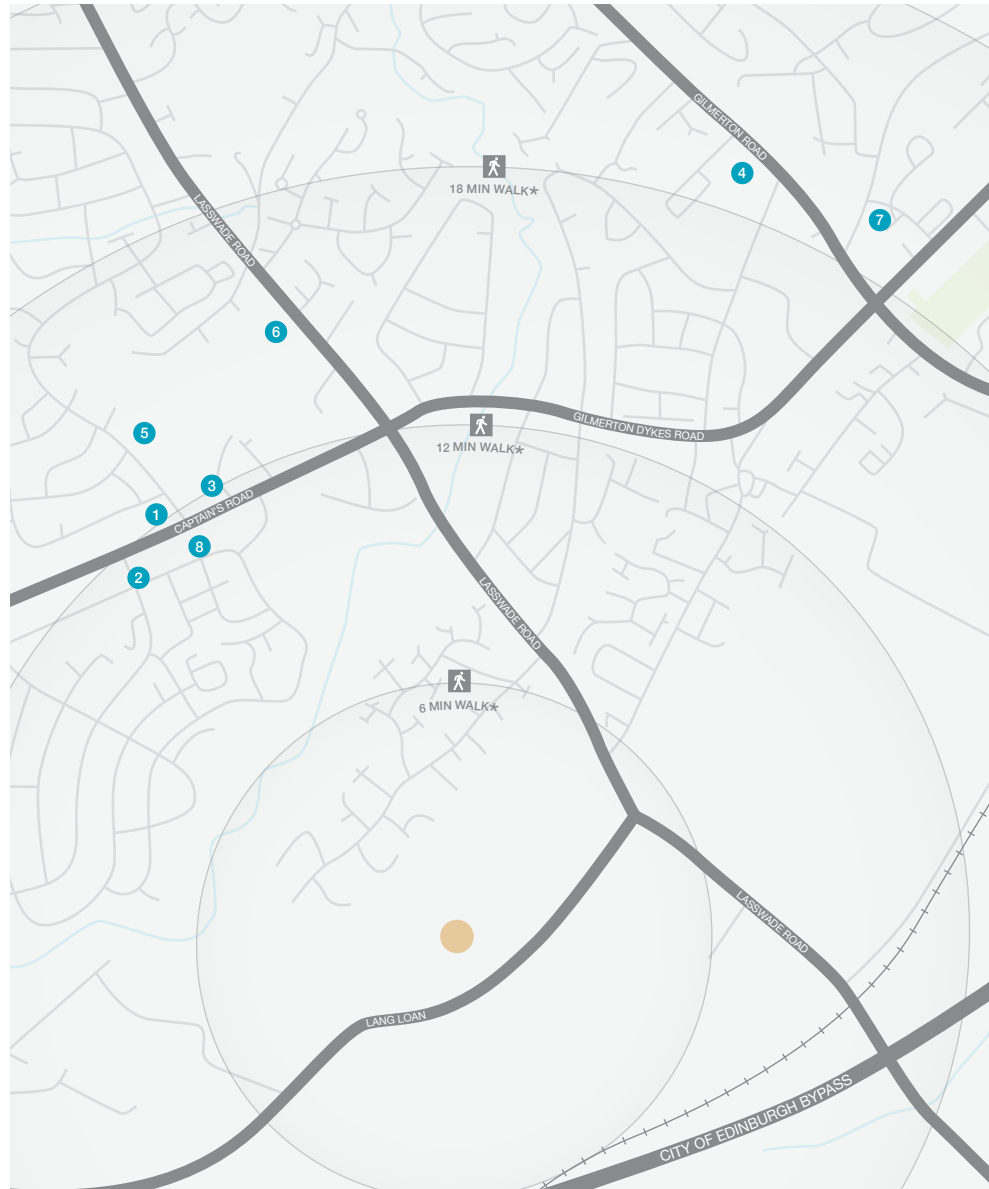 GILMERTON ROAD
4
18 MIN WALK*
7
LASSWADE ROAD
6
GILMERTON DYKES ROAD
5
12 MIN WALK*
3
CAPTAIN'S ROAD
1
8
2
LASSWADE ROAD
6 MIN WALK*
LASSWADE ROAD
LANG LOAN
CITY OF EDINBURGH BYPASS